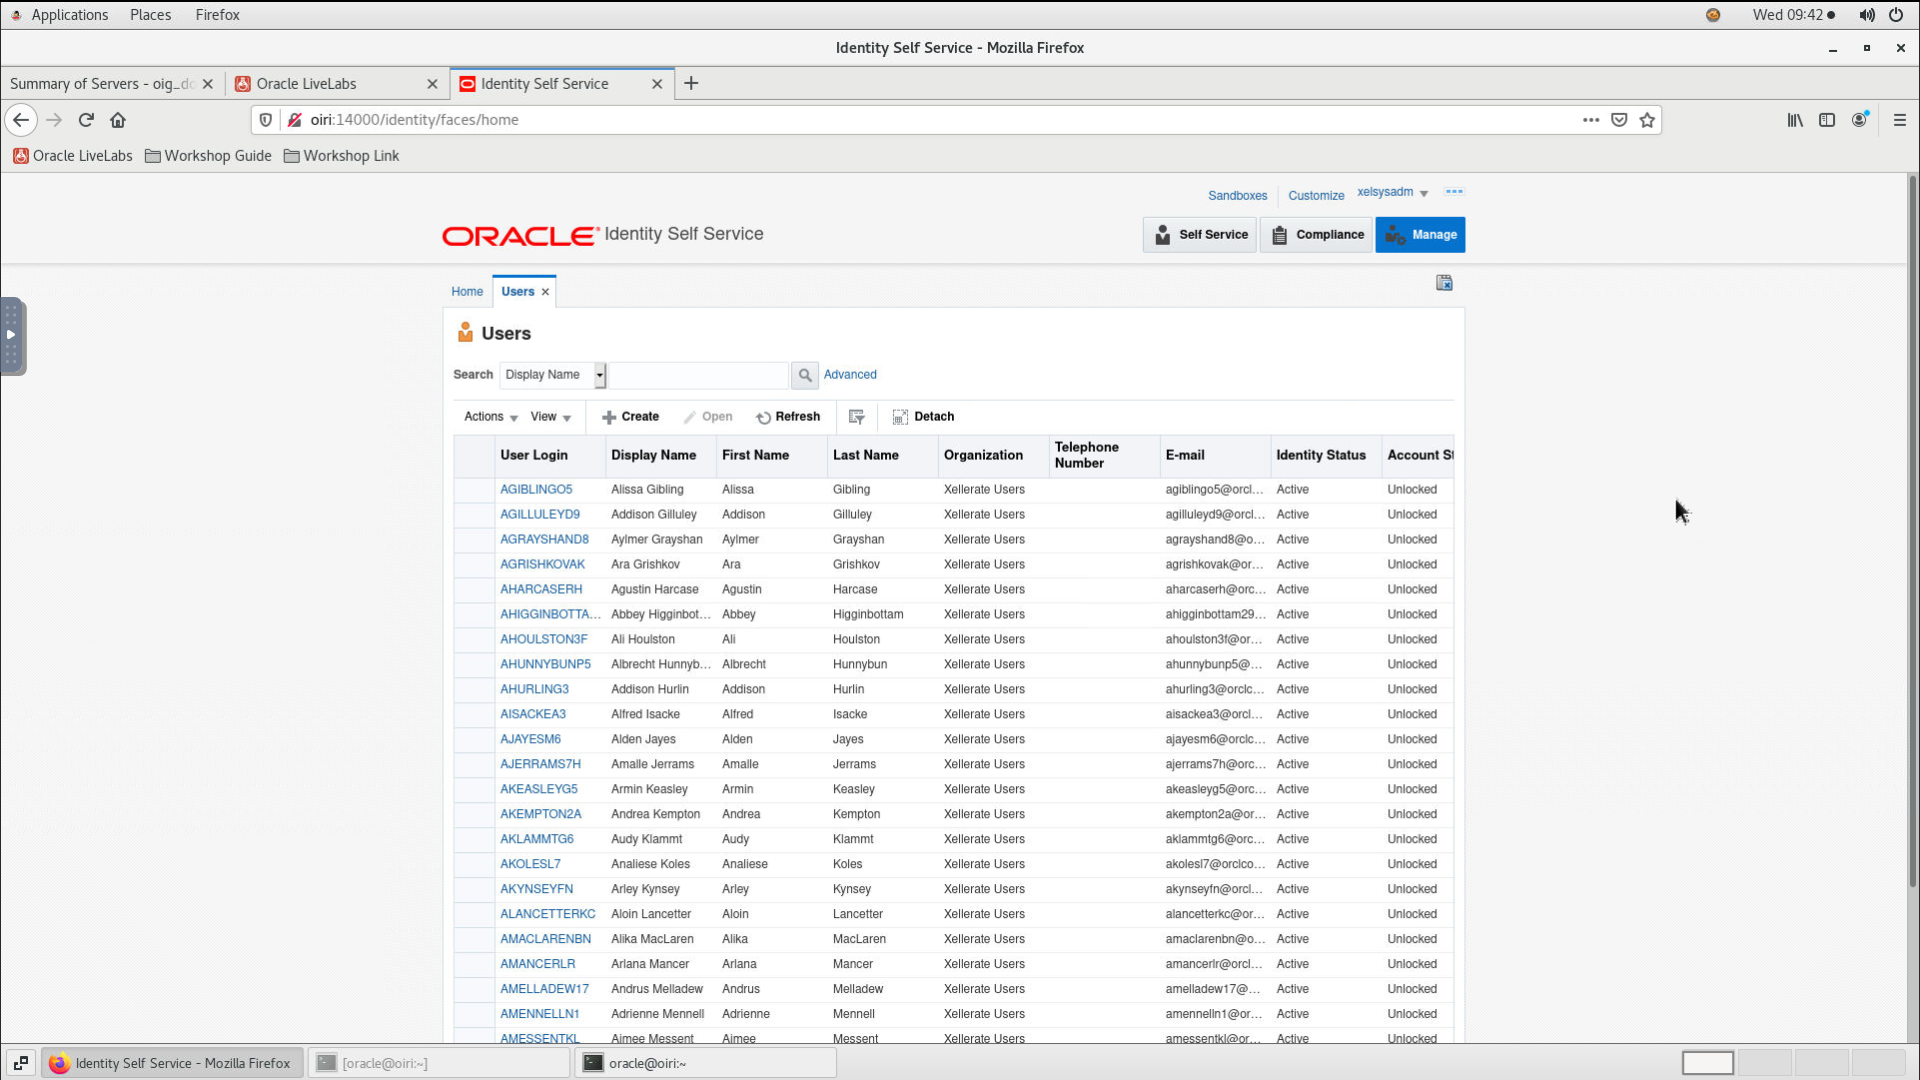 Applications Places Firefox Wed 09:42
Identity Self Service - Mozilla Firefox
Summary of Servers - oig_do Oracle LiveLabs Identity Self Service
oiri:14000/identity/faces/home
Oracle LiveLabs Workshop Guide Workshop Link
Sandboxes Customize xelsysadm
ORACLE Identity Self Service Self Service Compliance Manage
Home Users
Users
Search Display Name Advanced
Actions View Create Open Refresh Detach
User Login Display Name First Name Last Name Organization Telephone Number E-mail Identity Status Account St
AGIBLINGO5 Alissa Gibling Alissa Gibling Xellerate Users agiblingo5@orcl... Active Unlocked
AGILLULEYD9 Addison Gilluley Addison Gilluley Xellerate Users agilluleyd9@orc... Active Unlocked
AGRAYSHAND8 Aylmer Grayshan Aylmer Grayshan Xellerate Users agrayshand8@o... Active Unlocked
AGRISHKOVAK Ara Grishkov Ara Grishkov Xellerate Users agrishkovak@or... Active Unlocked
AHARCASERH Agustin Harcase Agustin Harcase Xellerate Users aharcaserh@orc... Active Unlocked
AHIGGINBOTTA... Abbey Higginbot... Abbey Higginbottam Xellerate Users ahigginbottam29... Active Unlocked
AHOULSTON3F Ali Houlston Ali Houlston Xellerate Users ahoulston3f@or... Active Unlocked
AHUNNYBUNP5 Albrecht Hunnyb... Albrecht Hunnybun Xellerate Users ahunnybunp5@... Active Unlocked
AHURLING3 Addison Hurlin Addison Hurlin Xellerate Users ahurling3@orclc... Active Unlocked
AISACKEA3 Alfred Isacke Alfred Isacke Xellerate Users aisackea3@orcl... Active Unlocked
AJAYESM6 Alden Jayes Alden Jayes Xellerate Users ajayesm6@orclc... Active Unlocked
AJERRAMS7H Amalle Jerrams Amalle Jerrams Xellerate Users ajerrams7h@orc... Active Unlocked
AKEASLEYG5 Armin Keasley Armin Keasley Xellerate Users akeasleyg5@orc... Active Unlocked
AKEMPTON2A Andrea Kempton Andrea Kempton Xellerate Users akempton2a@or... Active Unlocked
AKLAMMTG6 Audy Klammt Audy Klammt Xellerate Users aklammtg6@orc... Active Unlocked
AKOLESL7 Analiese Koles Analiese Koles Xellerate Users akolesl7@orclco... Active Unlocked
AKYNSEYFN Arley Kynsey Arley Kynsey Xellerate Users akynseyfn@orcl... Active Unlocked
ALANCETTERKC Aloin Lancetter Aloin Lancetter Xellerate Users alancetterkc@or... Active Unlocked
AMACLARENBN Alika MacLaren Alika MacLaren Xellerate Users amaclarenbn@o... Active Unlocked
AMANCERLR Arlana Mancer Arlana Mancer Xellerate Users amancerlr@orcl... Active Unlocked
AMELLADEW17 Andrus Melladew Andrus Melladew Xellerate Users amelladew17@... Active Unlocked
AMENNELLN1 Adrienne Mennell Adrienne Mennell Xellerate Users amennelln1@or... Active Unlocked
AMESSENTKL Aimee Messent Aimee Messent Xellerate Users amessentkl@or... Active Unlocked
Identity Self Service - Mozilla Firefox [oracle@oiri:~] oracle@oiri:~